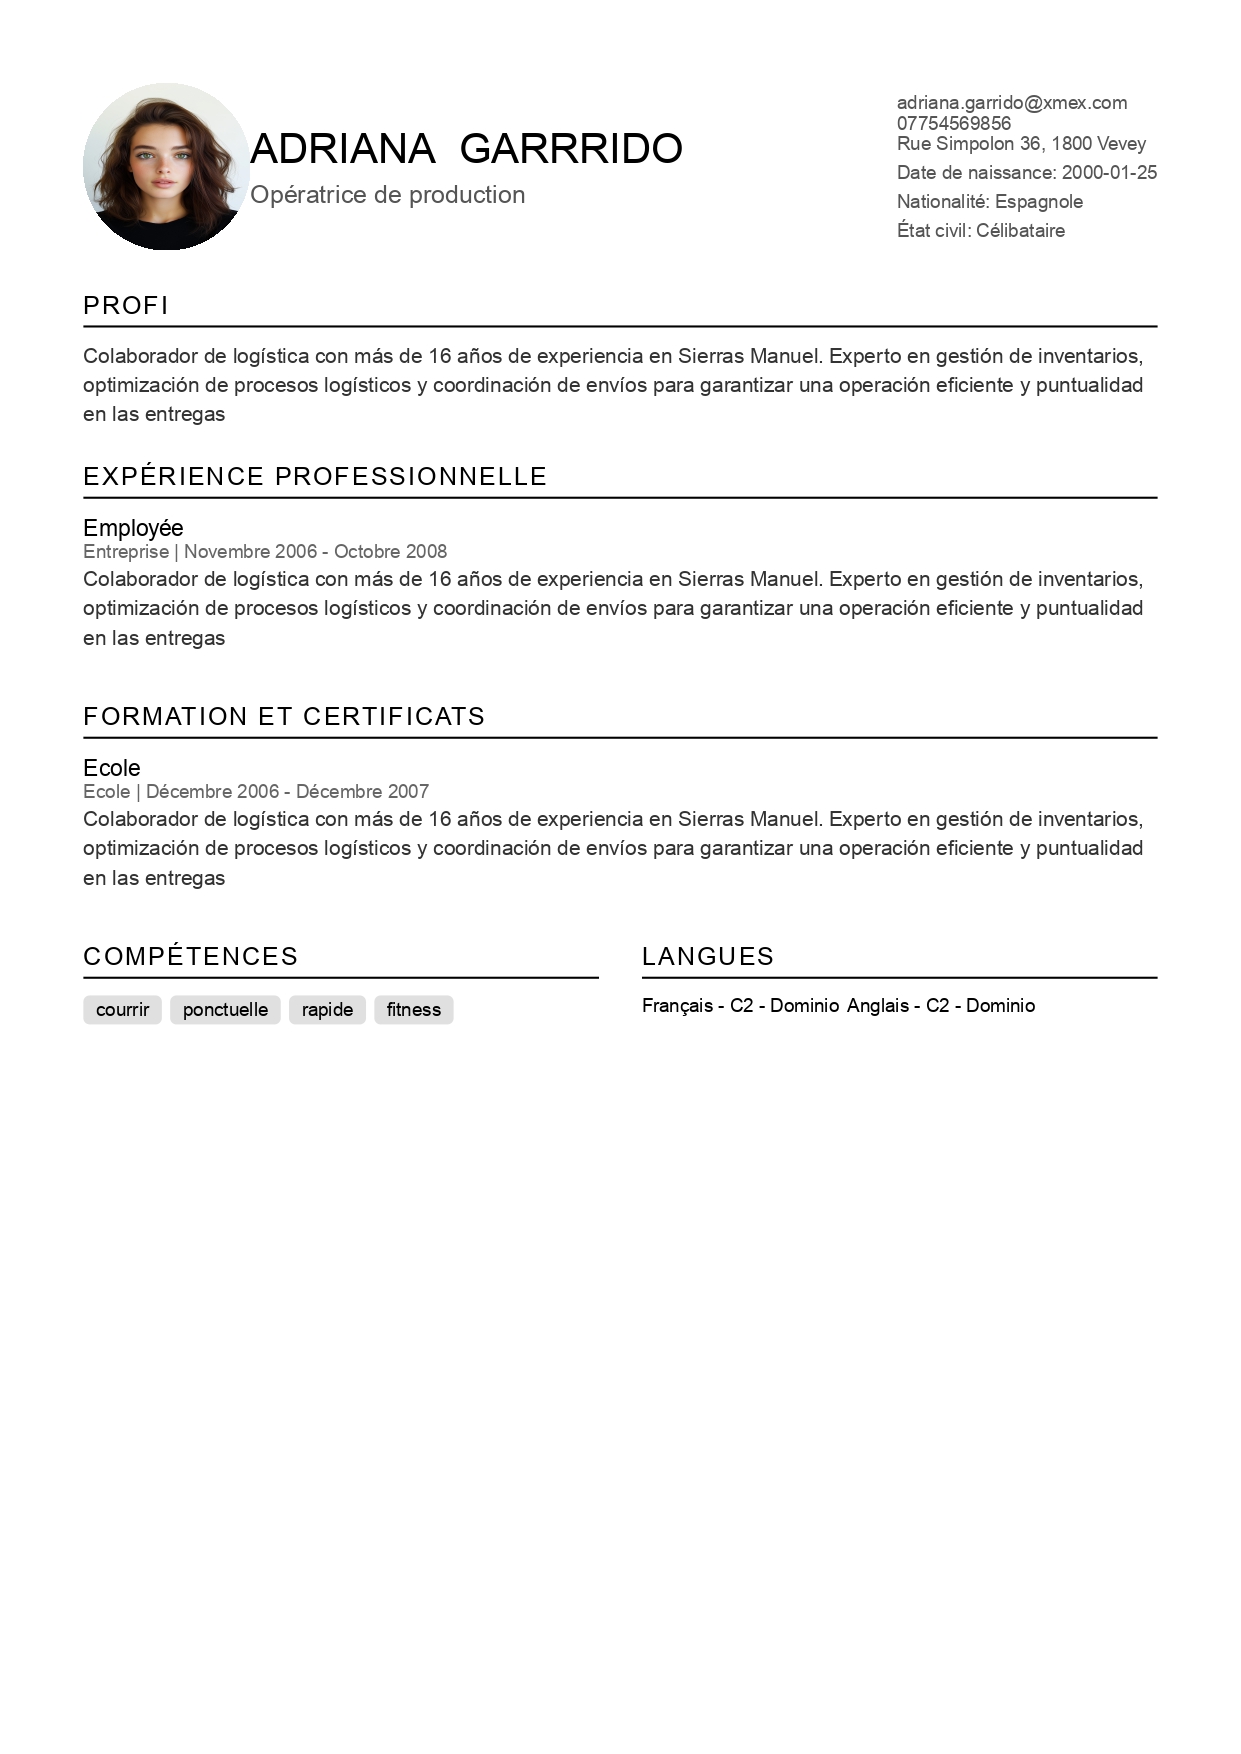 ADRIANA GARRRIDO
Opératrice de production
adriana.garrido@xmex.com
07754569856
Rue Simpolon 36, 1800 Vevey
Date de naissance: 2000-01-25
Nationalité: Espagnole
État civil: Célibataire
PROFI
Colaborador de logística con más de 16 años de experiencia en Sierras Manuel. Experto en gestión de inventarios,
optimización de procesos logísticos y coordinación de envíos para garantizar una operación eficiente y puntualidad
en las entregas
EXPÉRIENCE PROFESSIONNELLE
Employée
Entreprise | Novembre 2006 - Octobre 2008
Colaborador de logística con más de 16 años de experiencia en Sierras Manuel. Experto en gestión de inventarios,
optimización de procesos logísticos y coordinación de envíos para garantizar una operación eficiente y puntualidad
en las entregas
FORMATION ET CERTIFICATS
Ecole
Ecole | Décembre 2006 - Décembre 2007
Colaborador de logística con más de 16 años de experiencia en Sierras Manuel. Experto en gestión de inventarios,
optimización de procesos logísticos y coordinación de envíos para garantizar una operación eficiente y puntualidad
en las entregas
COMPÉTENCES
courrir ponctuelle rapide fitness
LANGUES
Français - C2 - Dominio Anglais - C2 - Dominio